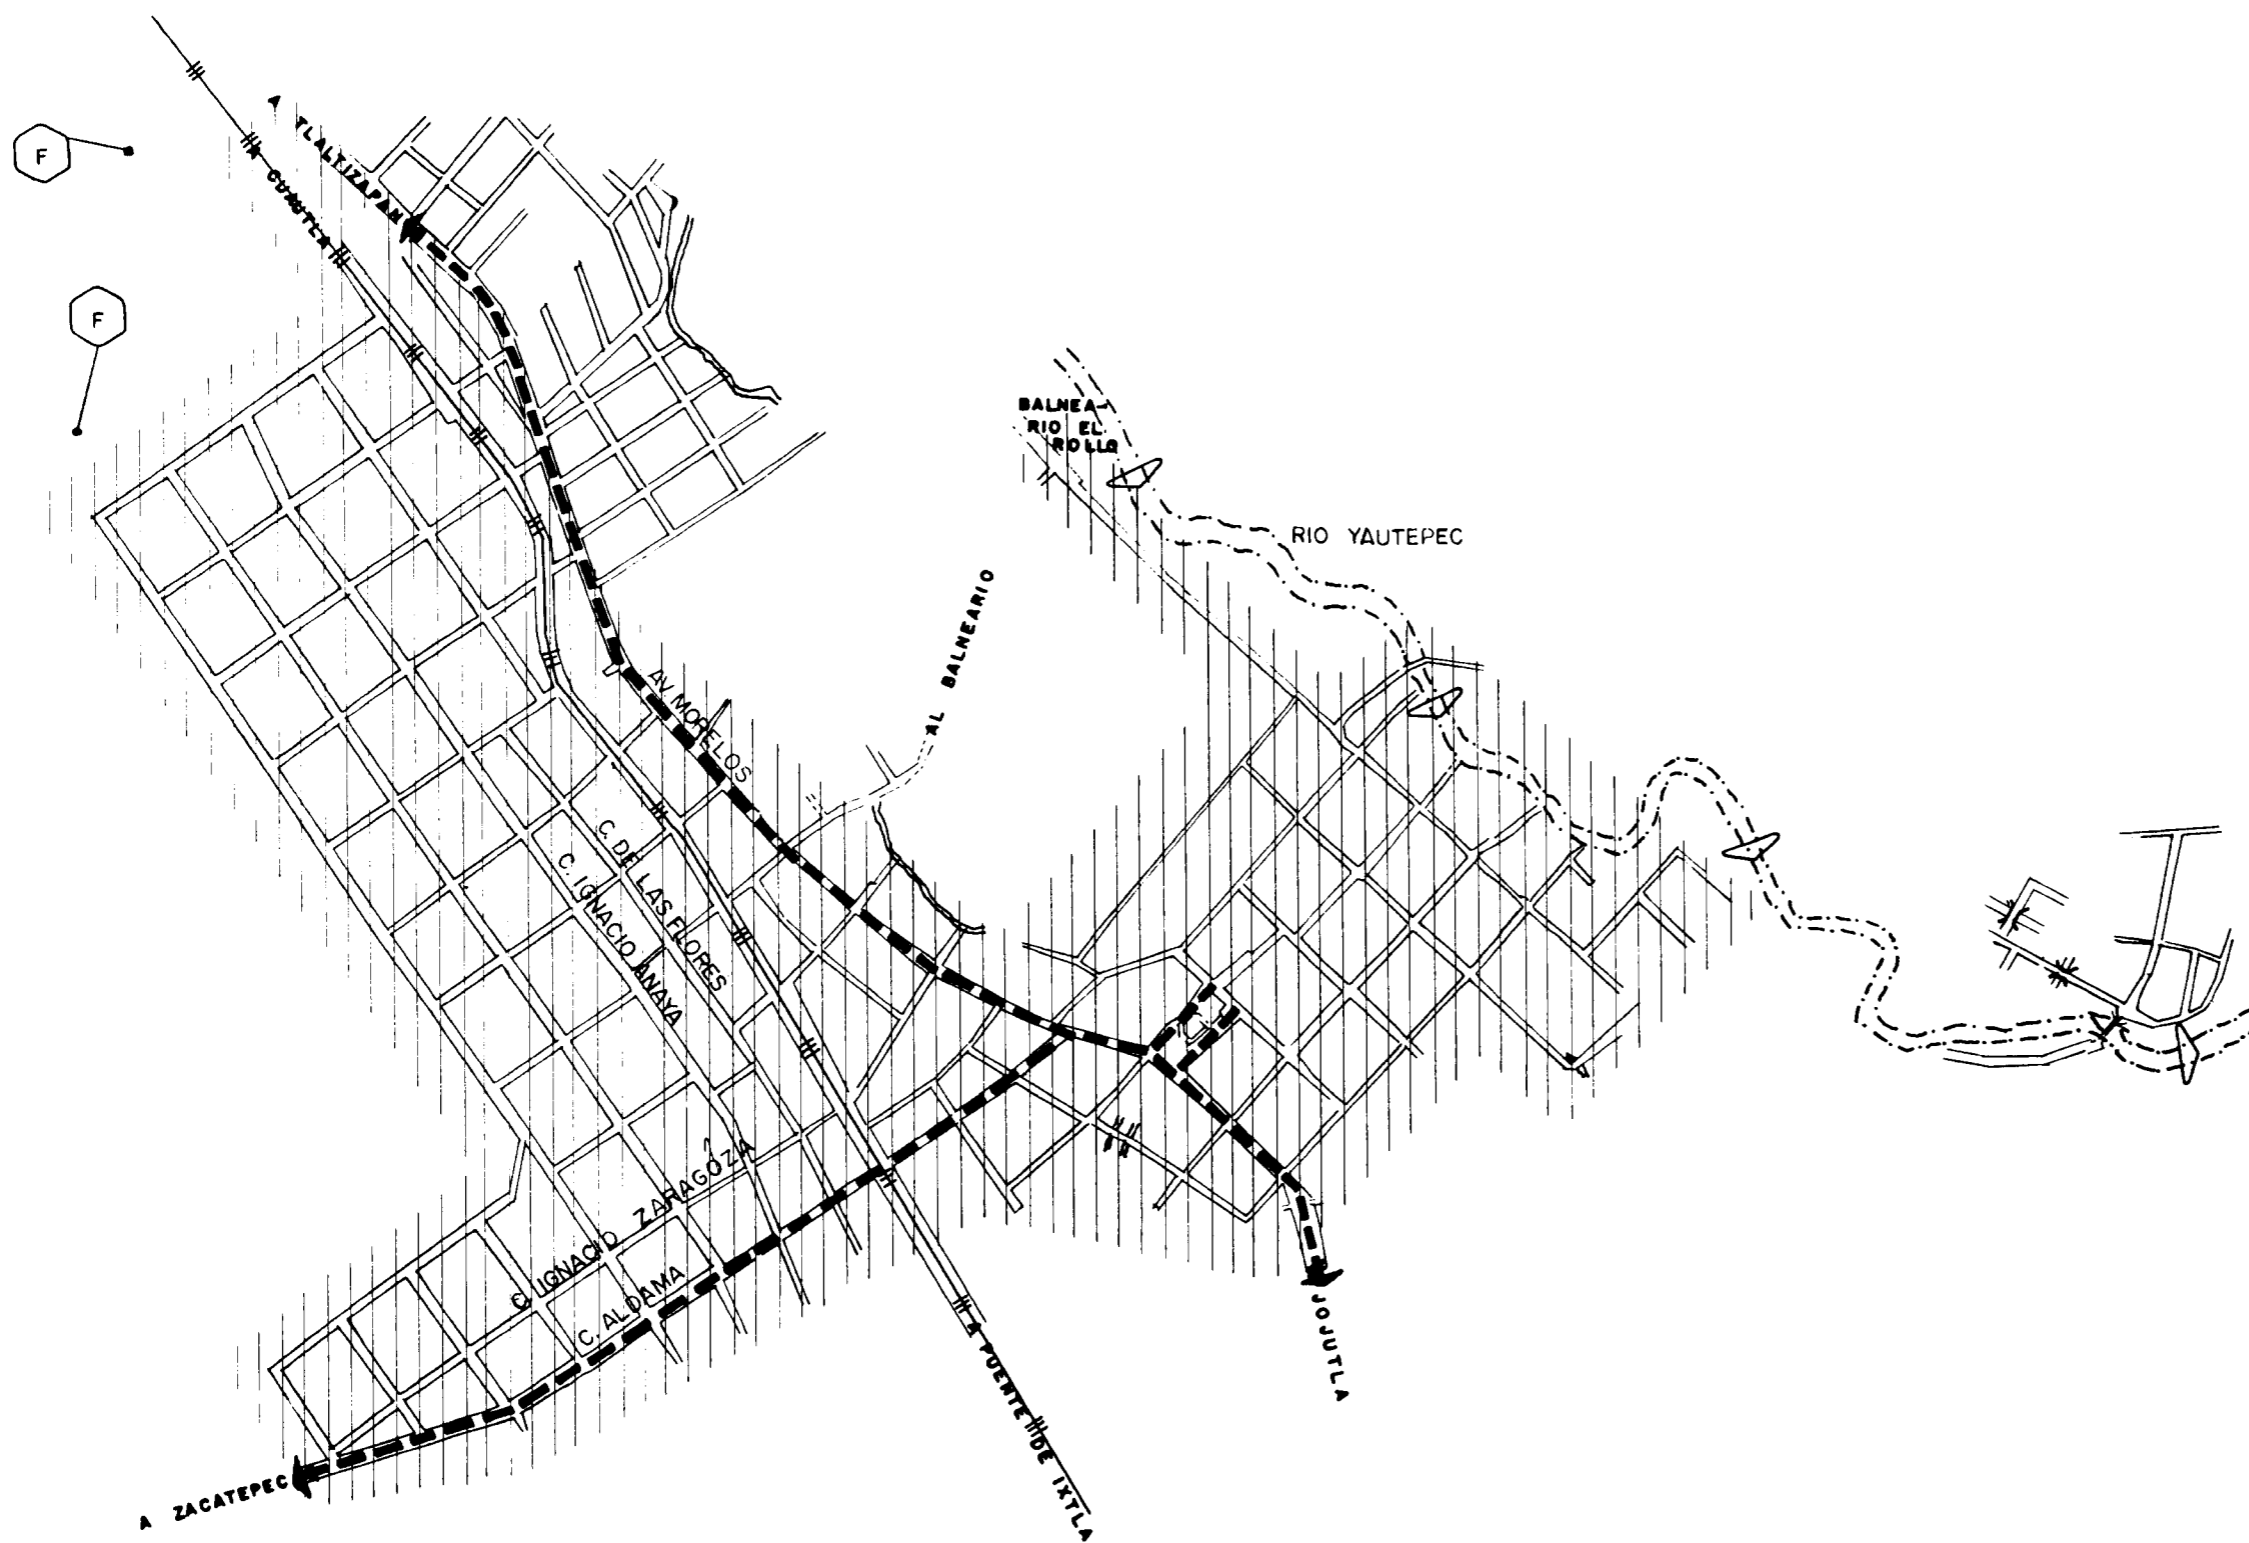 F
A TLALTIZAPAN
A CUAUTLA
F
BALNEA-
RIO EL
ROLLO
RIO YAUTEPEC
AL BALNEARIO
AV. MORELOS
C. DE LAS FLORES
C. IGNACIO ANAYA
C. IGNACIO ZARAGOZA
C. ALDAMA
A ZACATEPEC
A PUENTE DE IXTLA
A JOJUTLA